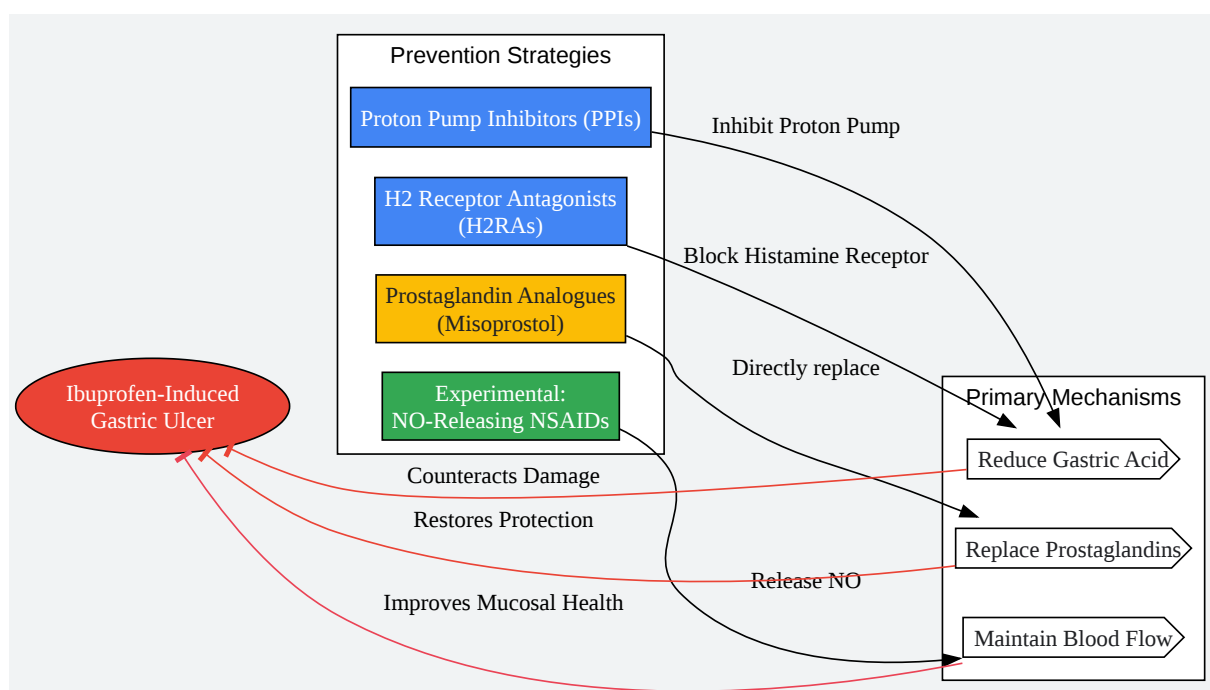 Prevention Strategies
Proton Pump Inhibitors (PPIs)
Inhibit Proton Pump
H2 Receptor Antagonists
(H2RAs)
Block Histamine Receptor
Prostaglandin Analogues
(Misoprostol)
Directly replace
Experimental:
NO-Releasing NSAIDs
Ibuprofen-Induced
Gastric Ulcer
Primary Mechanisms
Reduce Gastric Acid
Counteracts Damage
Restores Protection
Replace Prostaglandins
Release NO
Improves Mucosal Health
Maintain Blood Flow